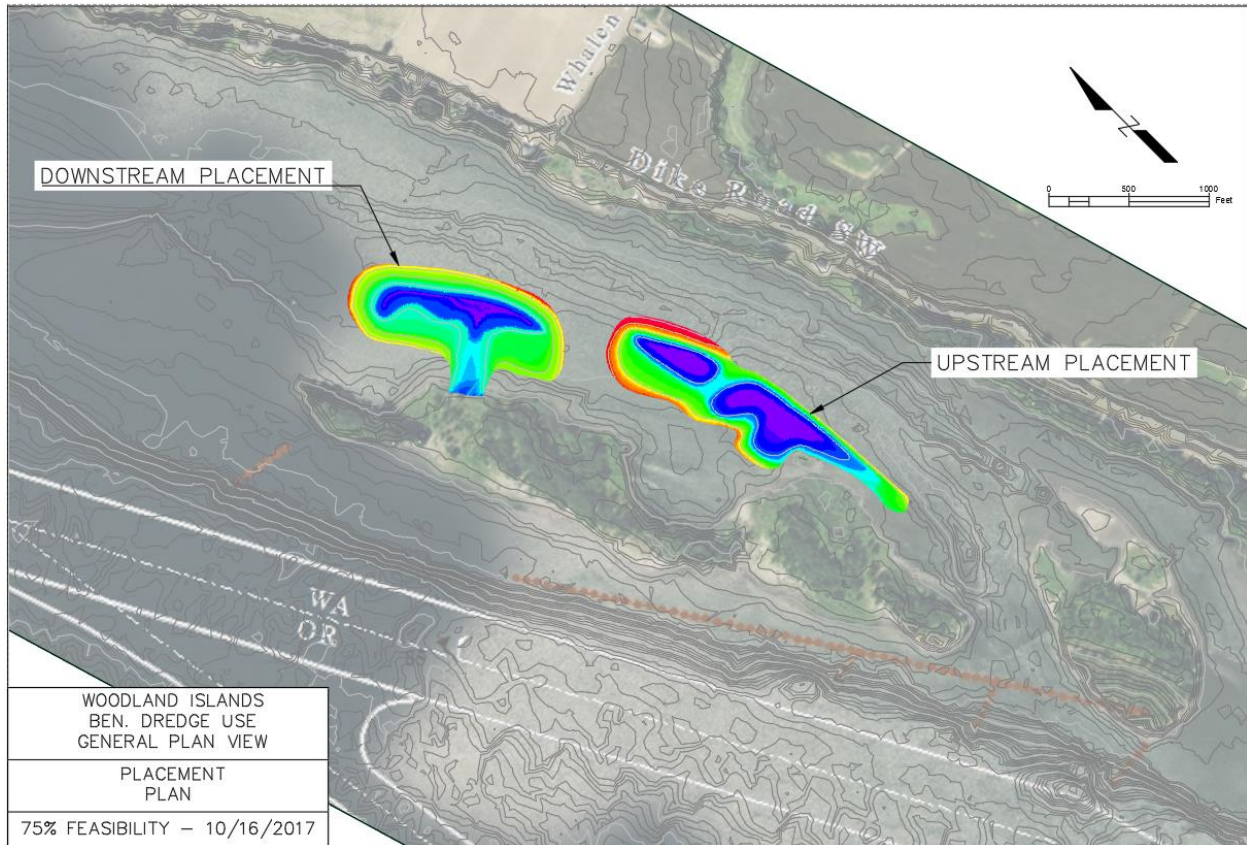 Whalen
Dike Road SW
0 500 1000
Feet
DOWNSTREAM PLACEMENT
UPSTREAM PLACEMENT
WA
OR
WOODLAND ISLANDS
BEN. DREDGE USE
GENERAL PLAN VIEW
PLACEMENT
PLAN
75% FEASIBILITY – 10/16/2017
N